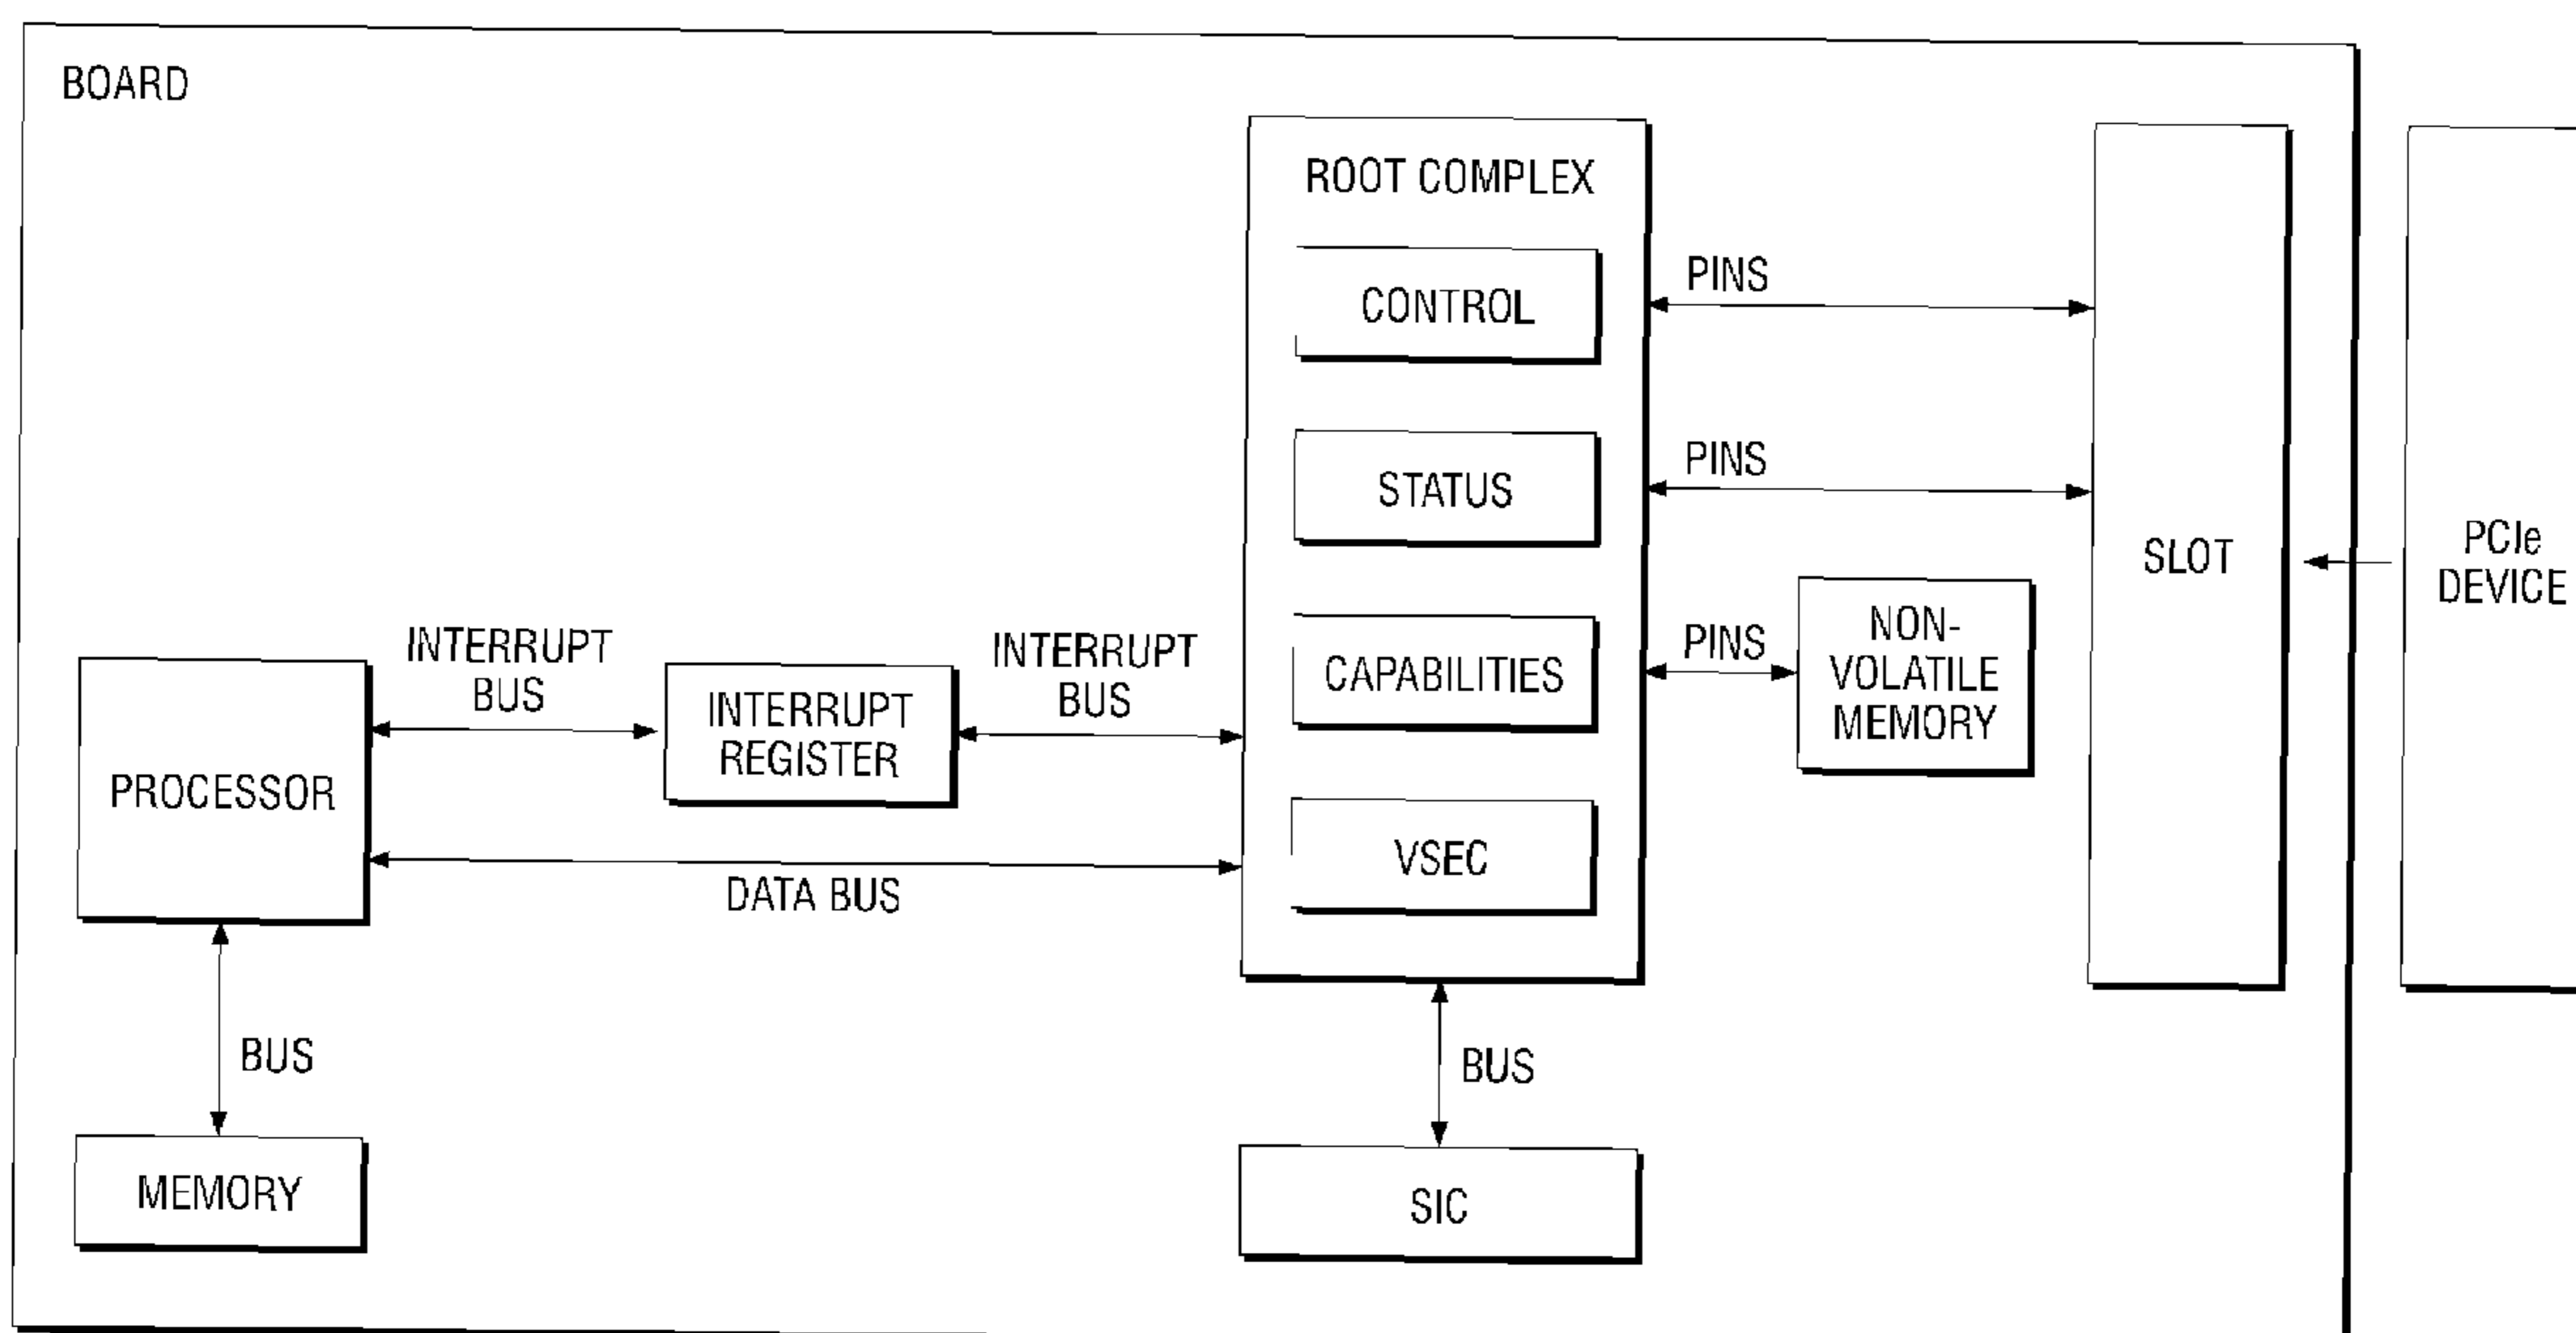 BOARD
ROOT COMPLEX
CONTROL
PINS
STATUS
PINS
CAPABILITIES
PINS
NON-
VOLATILE
MEMORY
SLOT
PCIe
DEVICE
VSEC
INTERRUPT
BUS
INTERRUPT
REGISTER
INTERRUPT
BUS
PROCESSOR
DATA BUS
BUS
MEMORY
BUS
SIC